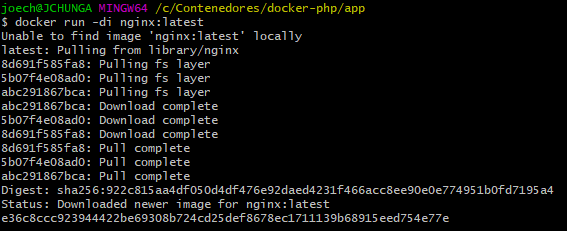 joech@JCHUNGA MINGW64 /c/Contenedores/docker-php/app
$ docker run -di nginx:latest
Unable to find image 'nginx:latest' locally
latest: Pulling from library/nginx
8d691f585fa8: Pulling fs layer
5b07f4e08ad0: Pulling fs layer
abc291867bca: Pulling fs layer
abc291867bca: Download complete
5b07f4e08ad0: Download complete
8d691f585fa8: Download complete
8d691f585fa8: Pull complete
5b07f4e08ad0: Pull complete
abc291867bca: Pull complete
Digest: sha256:922c815aa4df050d4df476e92daed4231f466acc8ee90e0e774951b0fd7195a4
Status: Downloaded newer image for nginx:latest
e36c8ccc923944422be69308b724cd25def8678ec1711139b68915eed754e77e